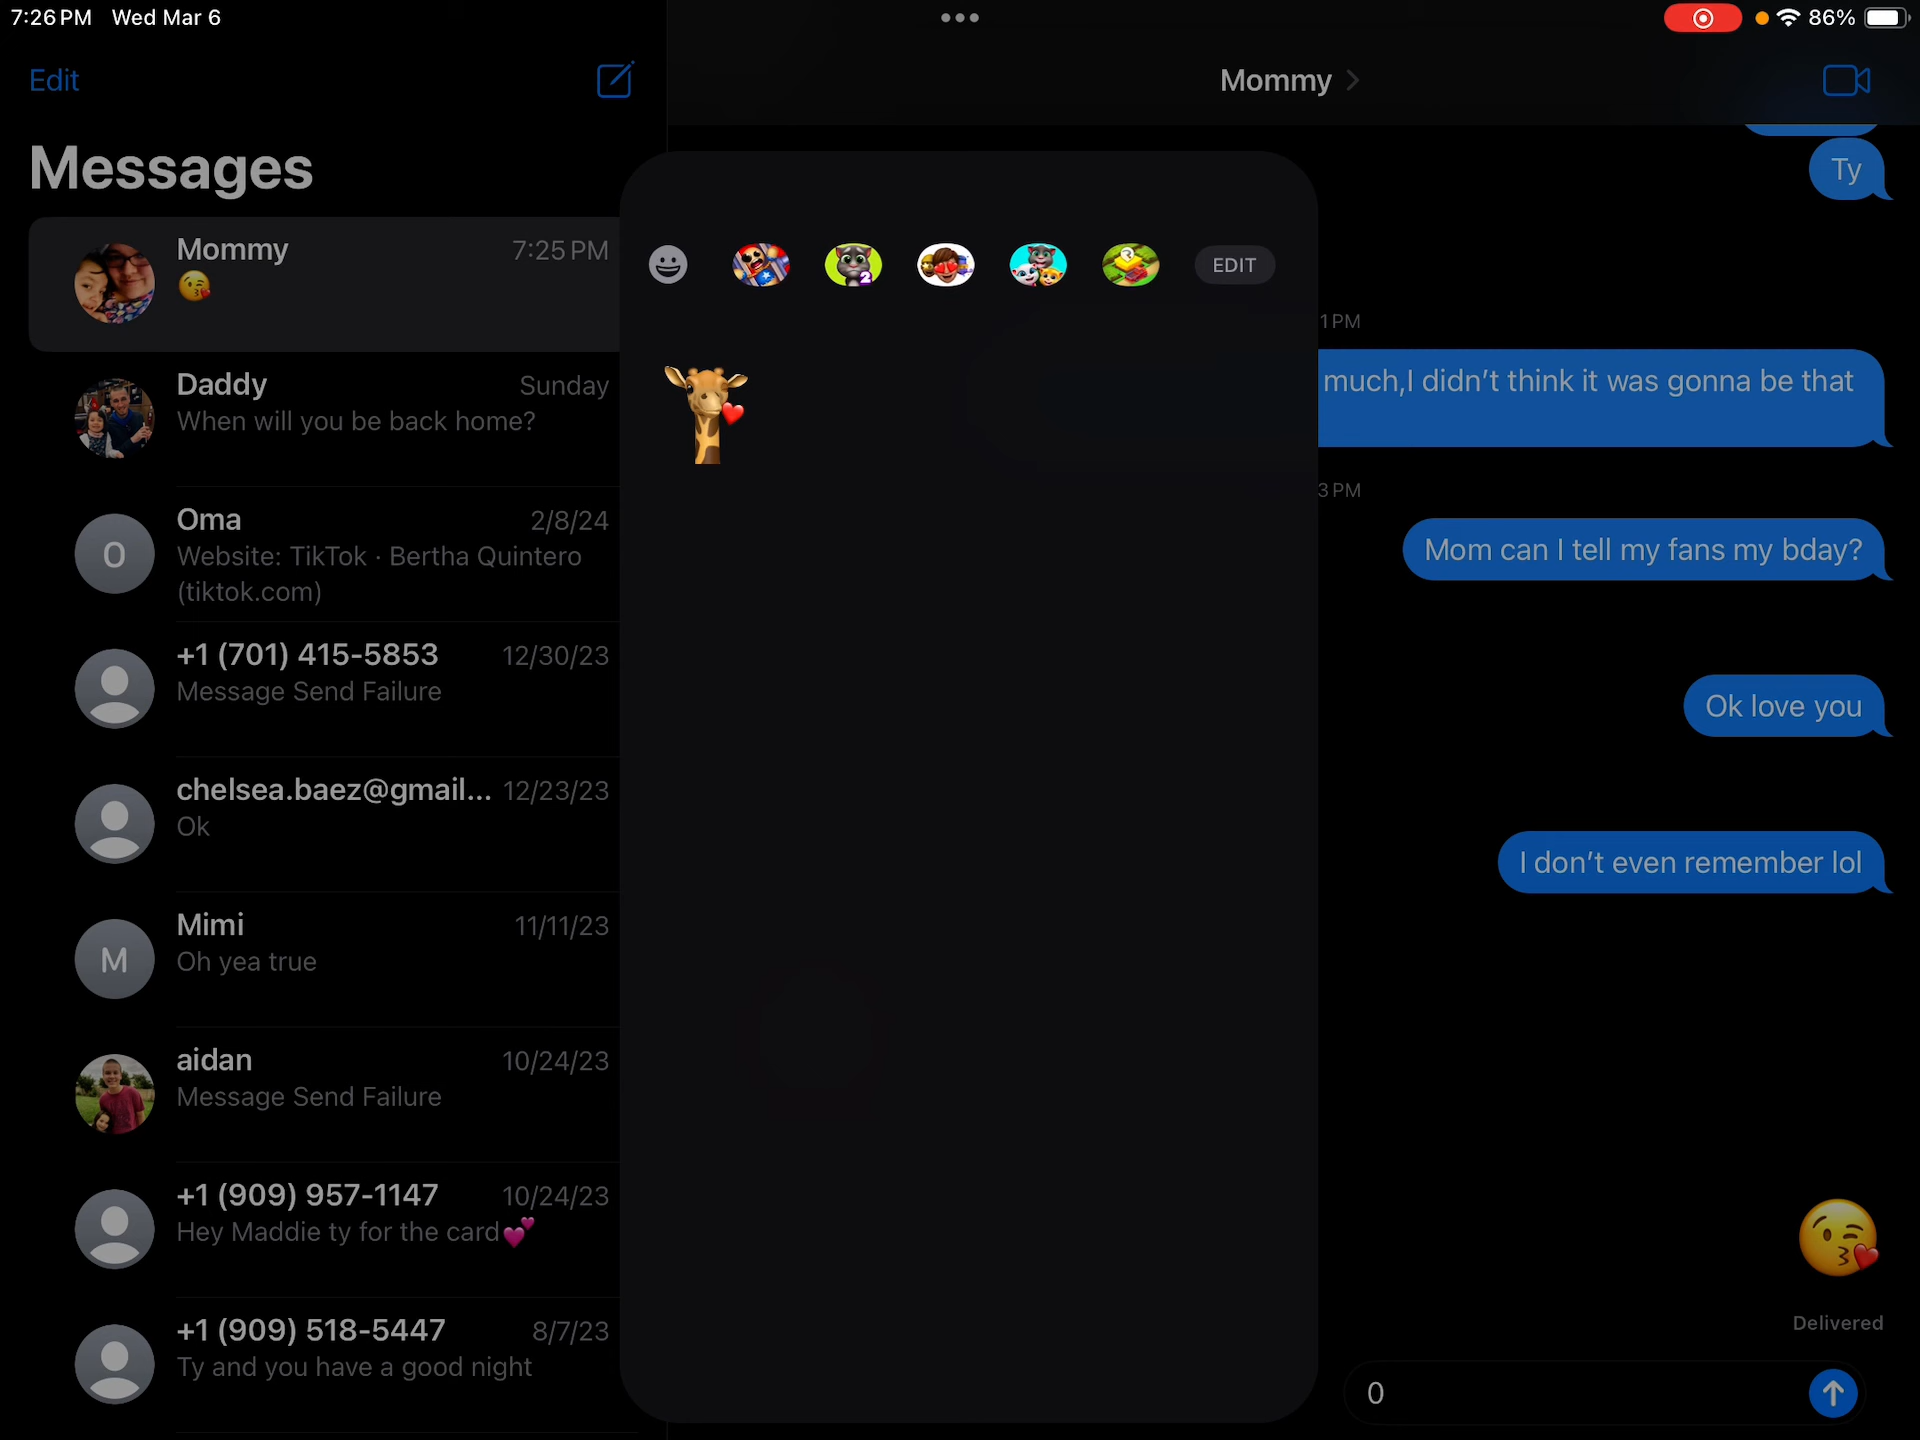 7:26 PM Wed Mar 6
86%
Edit
Messages
Mommy 7:25 PM
😘
Daddy Sunday
When will you be back home?
O
Oma 2/8/24
Website: TikTok · Bertha Quintero
(tiktok.com)
+1 (701) 415-5853 12/30/23
Message Send Failure
chelsea.baez@gmail... 12/23/23
Ok
M
Mimi 11/11/23
Oh yea true
aidan 10/24/23
Message Send Failure
+1 (909) 957-1147 10/24/23
Hey Maddie ty for the card💕
+1 (909) 518-5447 8/7/23
Ty and you have a good night
2
?
EDIT
Mommy
Ty
1 PM
much,I didn't think it was gonna be that
3 PM
Mom can I tell my fans my bday?
Ok love you
I don't even remember lol
😘
Delivered
0